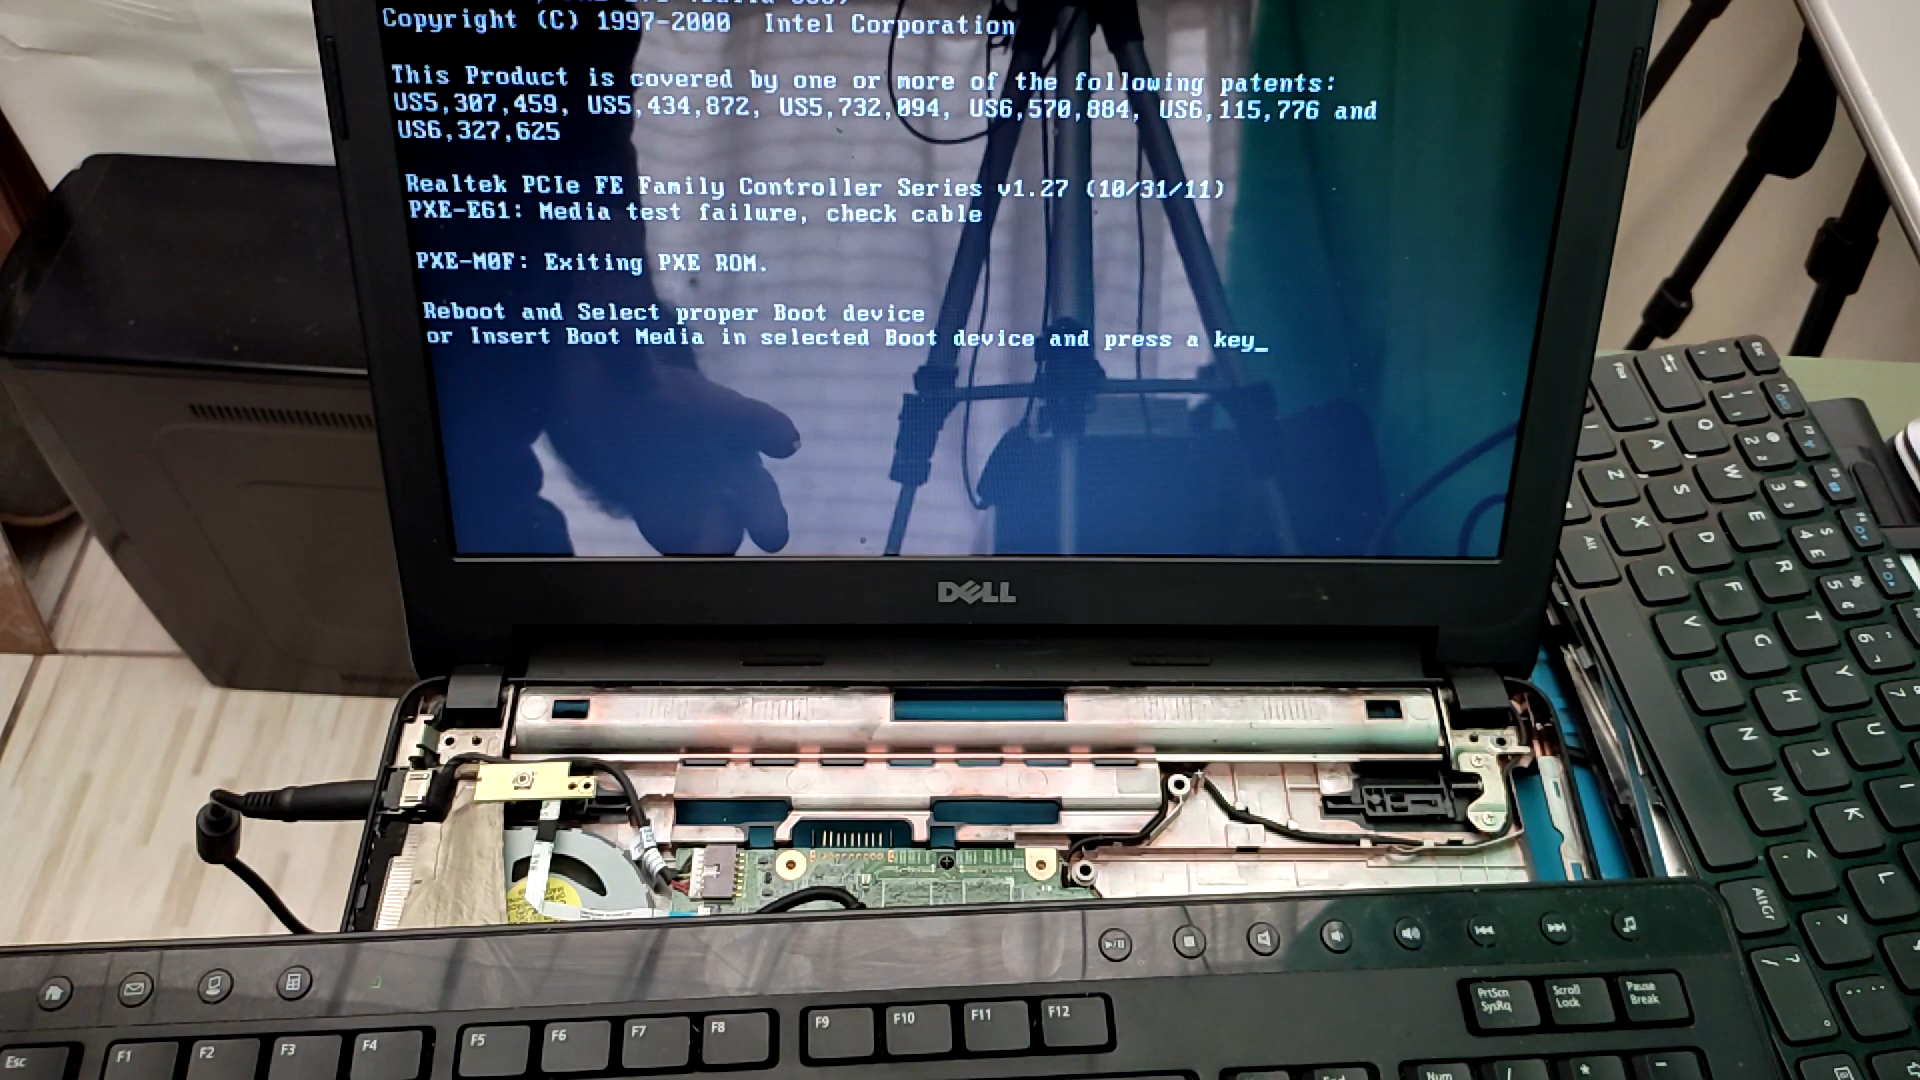 Copyright (C) 1997-2000 Intel Corporation
This Product is covered by one or more of the following patents:
US5,307,459, US5,434,872, US5,732,094, US6,570,884, US6,115,776 and
US6,327,625
Realtek PCIe FE Family Controller Series v1.27 (10/31/11)
PXE-E61: Media test failure, check cable
PXE-M0F: Exiting PXE ROM.
Reboot and Select proper Boot device
or Insert Boot Media in selected Boot device and press a key_
DELL
PrtScn
SysRq
Scroll
Lock
Pause
Break
Esc
F1
F2
F3
F4
F5
F6
F7
F8
F9
F10
F11
F12
Num
Esc
Q
W
E
R
T
Y
U
A
S
D
F
G
H
J
K
L
Z
X
C
V
B
N
M
Alt
AltGr